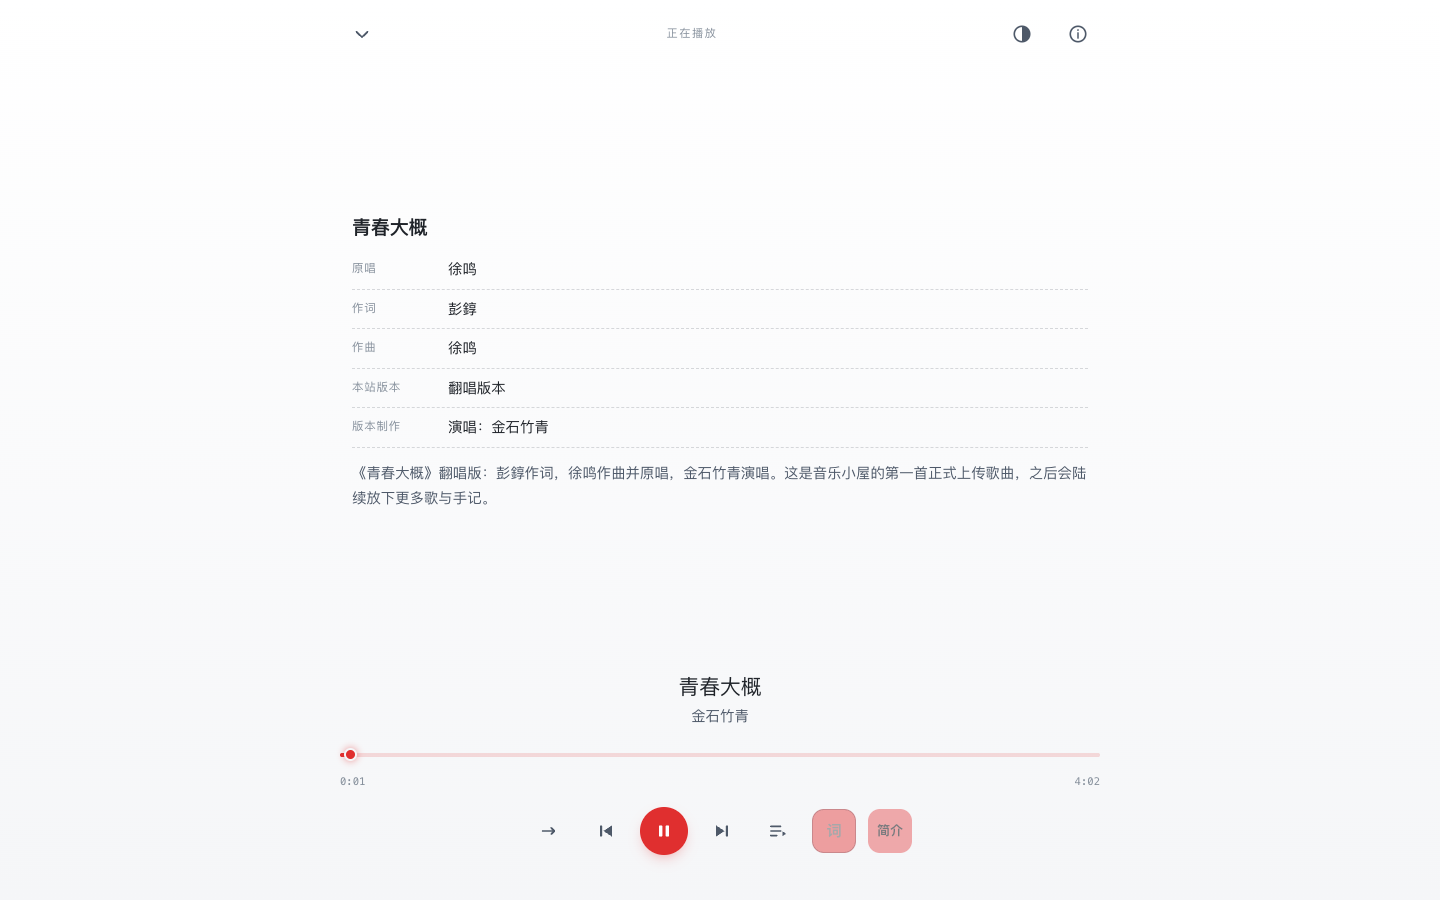 正在播放
青春大概
原唱 徐鸣
作词 彭錞
作曲 徐鸣
本站版本 翻唱版本
版本制作 演唱：金石竹青
《青春大概》翻唱版：彭錞作词，徐鸣作曲并原唱，金石竹青演唱。这是音乐小屋的第一首正式上传歌曲，之后会陆
续放下更多歌与手记。
青春大概
金石竹青
0:01 4:02
词 简介